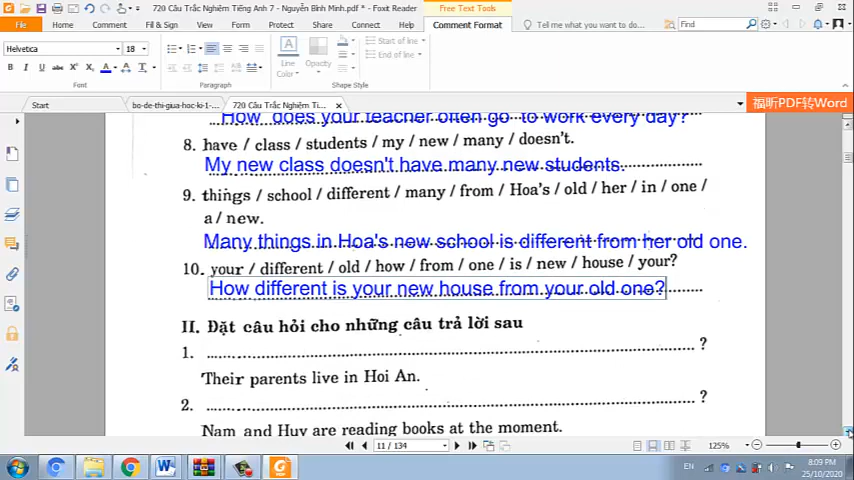 720 Câu Trắc Nghiệm Tiếng Anh 7 - Nguyễn Bình Minh.pdf * - Foxit Reader
Free Text Tools
File Home Comment Fill & Sign View Form Protect Share Connect Help Comment Format
Tell me what you want...
Find
Helvetica 18
Start of line
End of line
B I U abc X² X₂ A T
Line Color
Opacity
Font Paragraph Shape Style
Start bo-de-thi-giua-hoc-ki-1-... 720 Câu Trắc Nghiệm Ti...
福昕PDF转Word
How does your teacher often go to work every day?
8. have / class / students / my / new / many / doesn't.
My new class doesn't have many new students.
9. things / school / different / many / from / Hoa's / old / her / in / one /
a / new.
Many things in Hoa's new school is different from her old one.
10. your / different / old / how / from / one / is / new / house / your?
How different is your new house from your old one?
II. Đặt câu hỏi cho những câu trả lời sau
1. ?
Their parents live in Hoi An.
2. ?
Nam and Huy are reading books at the moment.
11 / 134
125%
EN
8:09 PM
25/10/2020